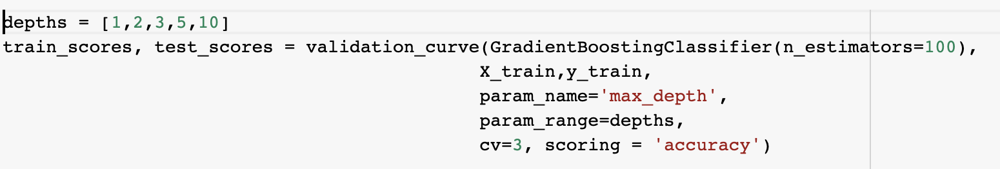 depths = [1,2,3,5,10]
train_scores, test_scores = validation_curve(GradientBoostingClassifier(n_estimators=100),
X_train,y_train,
param_name='max_depth',
param_range=depths,
cv=3, scoring = 'accuracy')